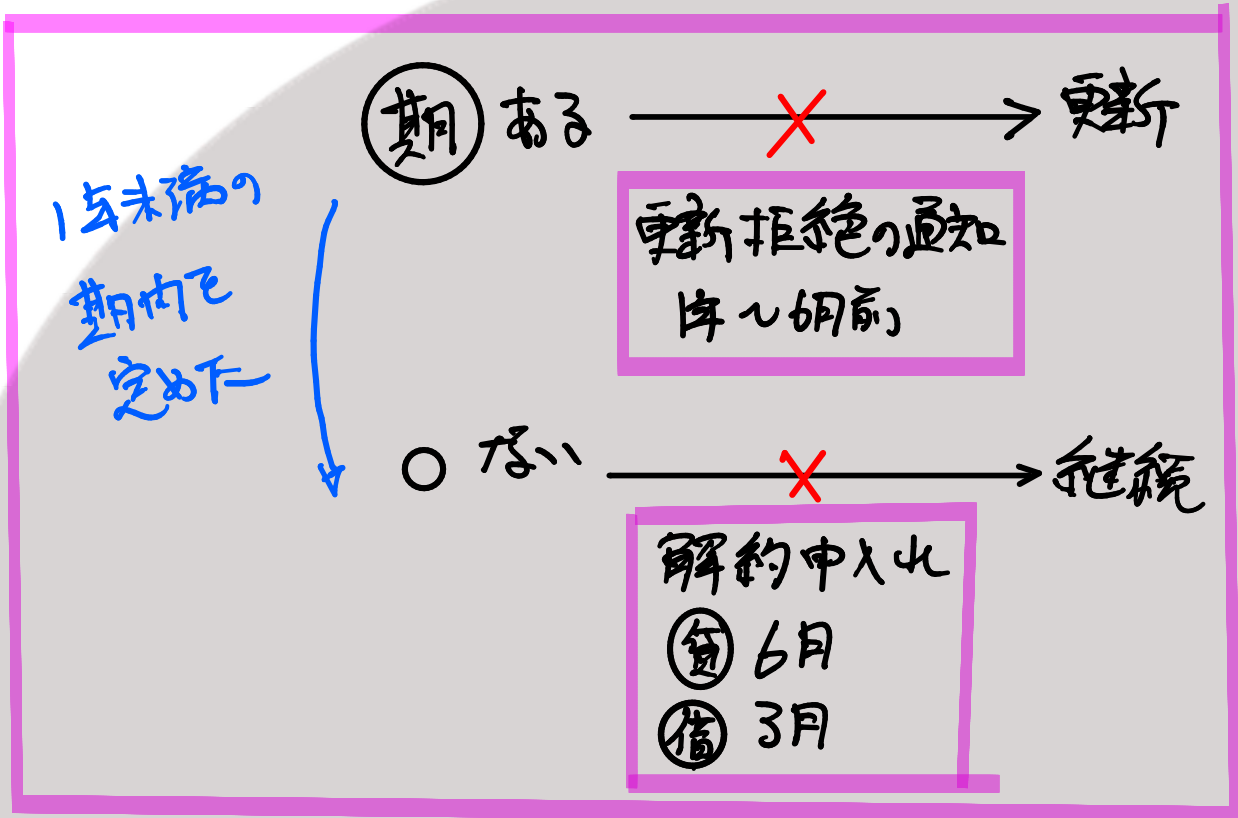 期 ある
更新
1年未満の
期間を
定めた
更新拒絶の通知
1年〜6月前
ない
継続
解約申入れ
貸 6月
借 3月